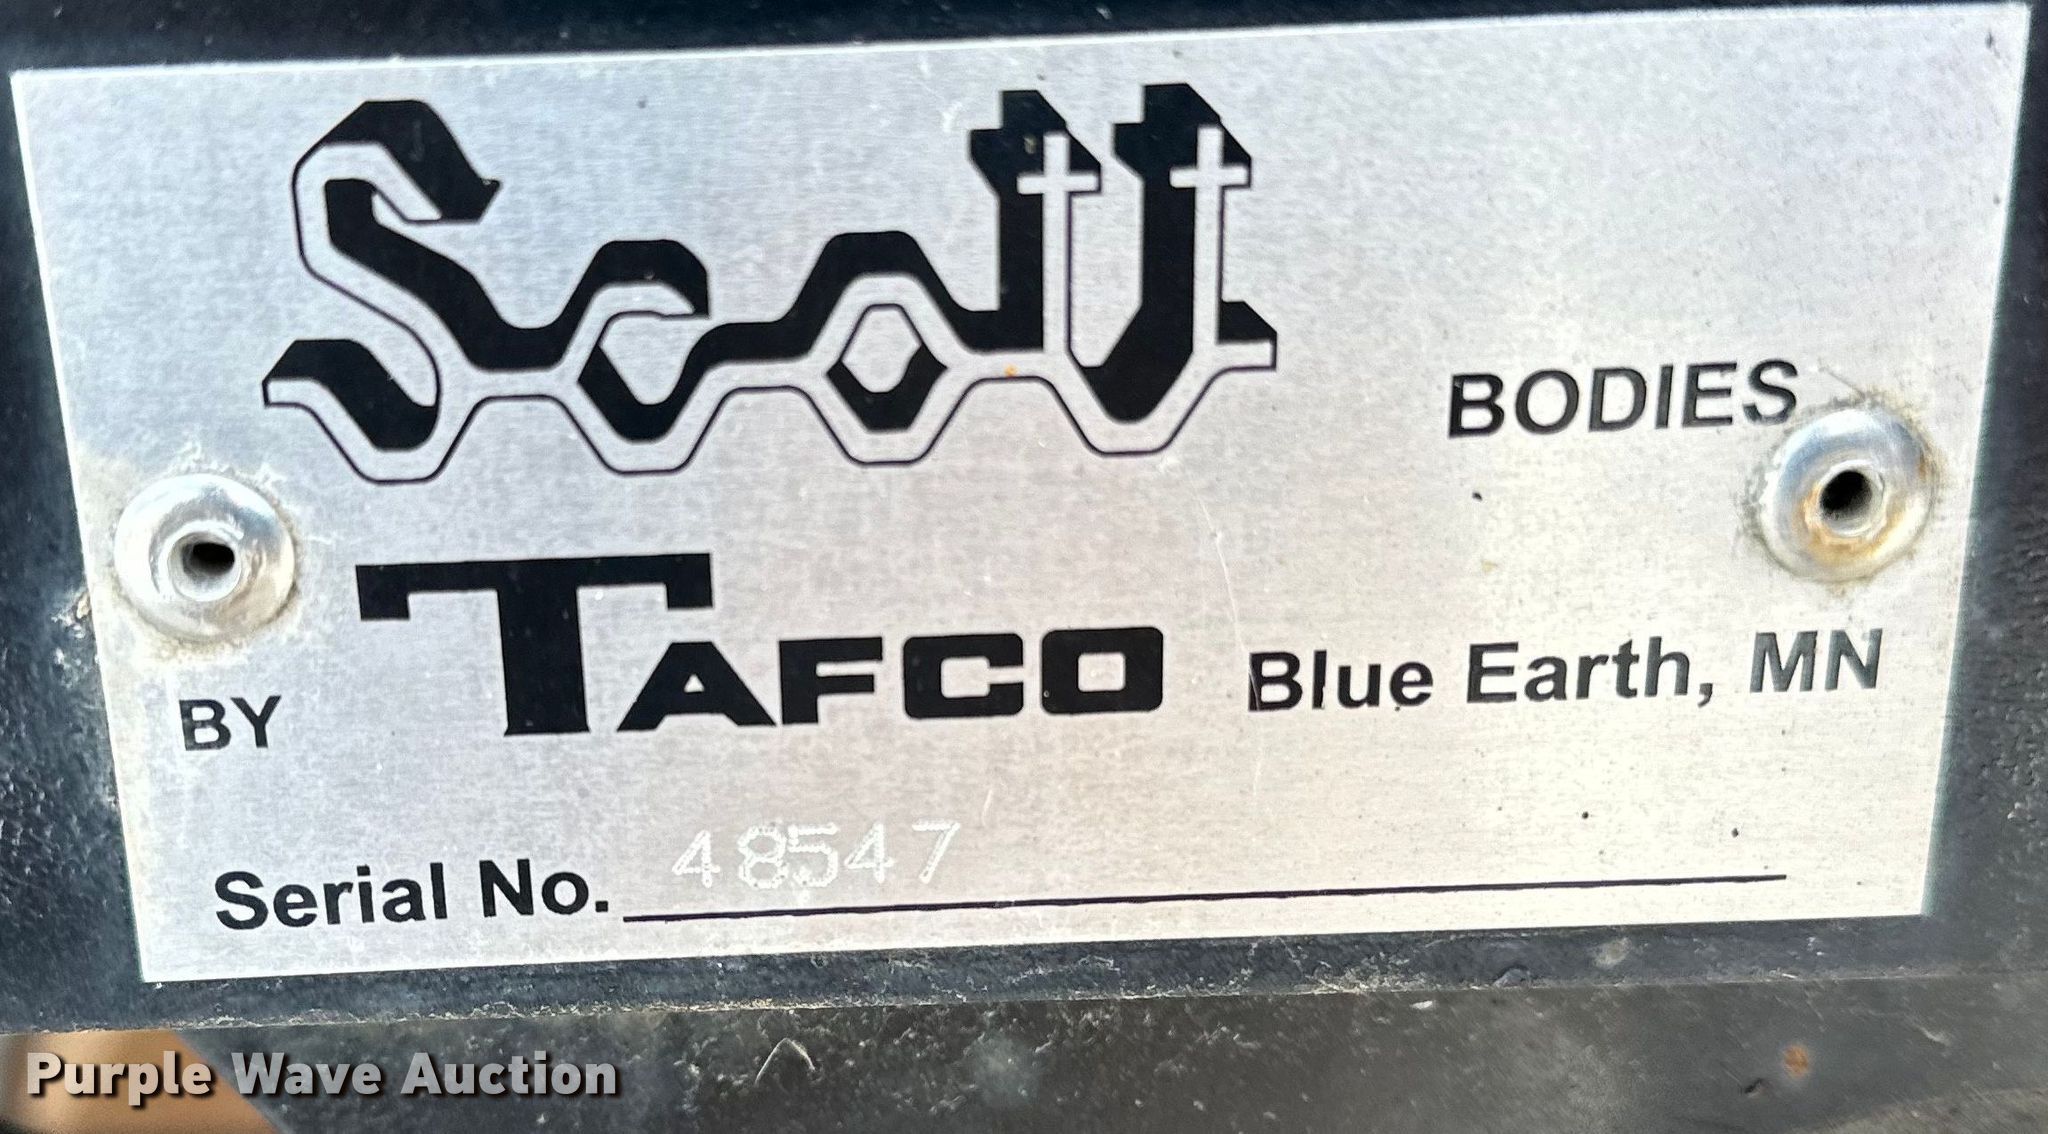 Scott BODIES
BY TAFCO Blue Earth, MN
Serial No. 48547
Purple Wave Auction